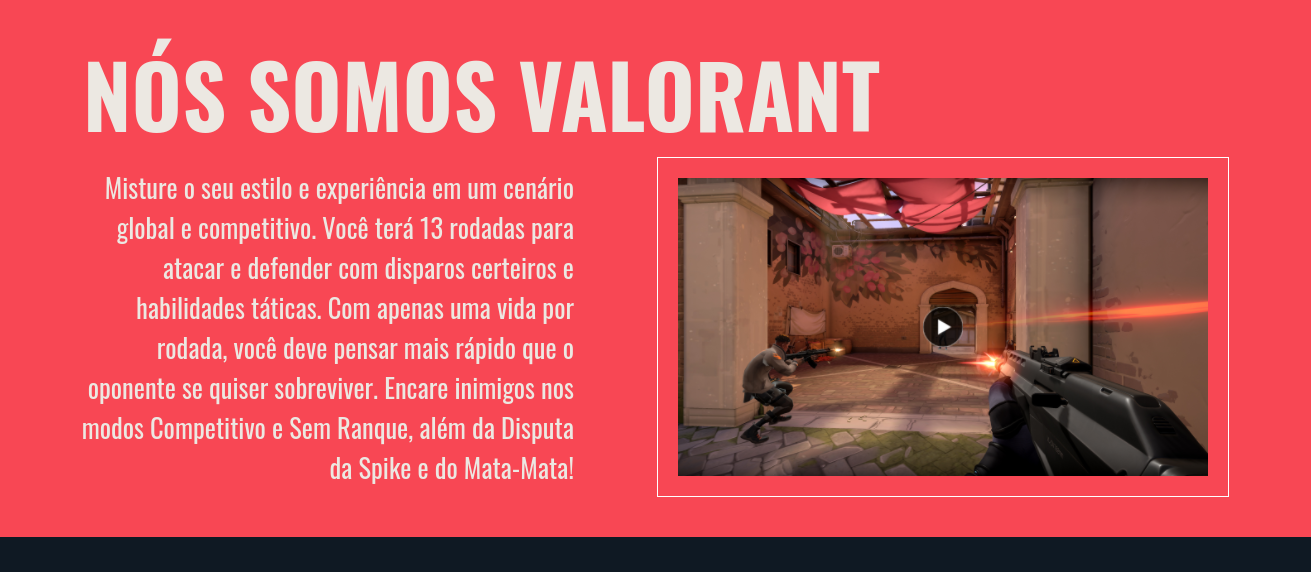 NÓS SOMOS VALORANT
Misture o seu estilo e experiência em um cenário
global e competitivo. Você terá 13 rodadas para
atacar e defender com disparos certeiros e
habilidades táticas. Com apenas uma vida por
rodada, você deve pensar mais rápido que o
oponente se quiser sobreviver. Encare inimigos nos
modos Competitivo e Sem Ranque, além da Disputa
da Spike e do Mata-Mata!